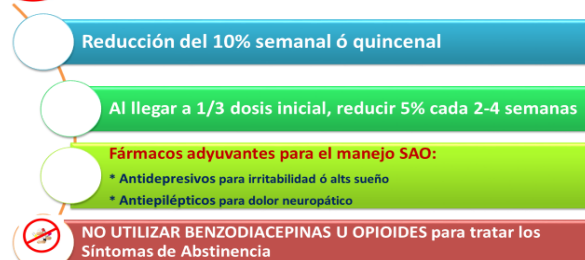 Reducción del 10% semanal ó quincenal
Al llegar a 1/3 dosis inicial, reducir 5% cada 2-4 semanas
Fármacos adyuvantes para el manejo SAO:
* Antidepresivos para irritabilidad ó alts sueño
* Antiepilépticos para dolor neuropático
NO UTILIZAR BENZODIACEPINAS U OPIOIDES para tratar los
Síntomas de Abstinencia